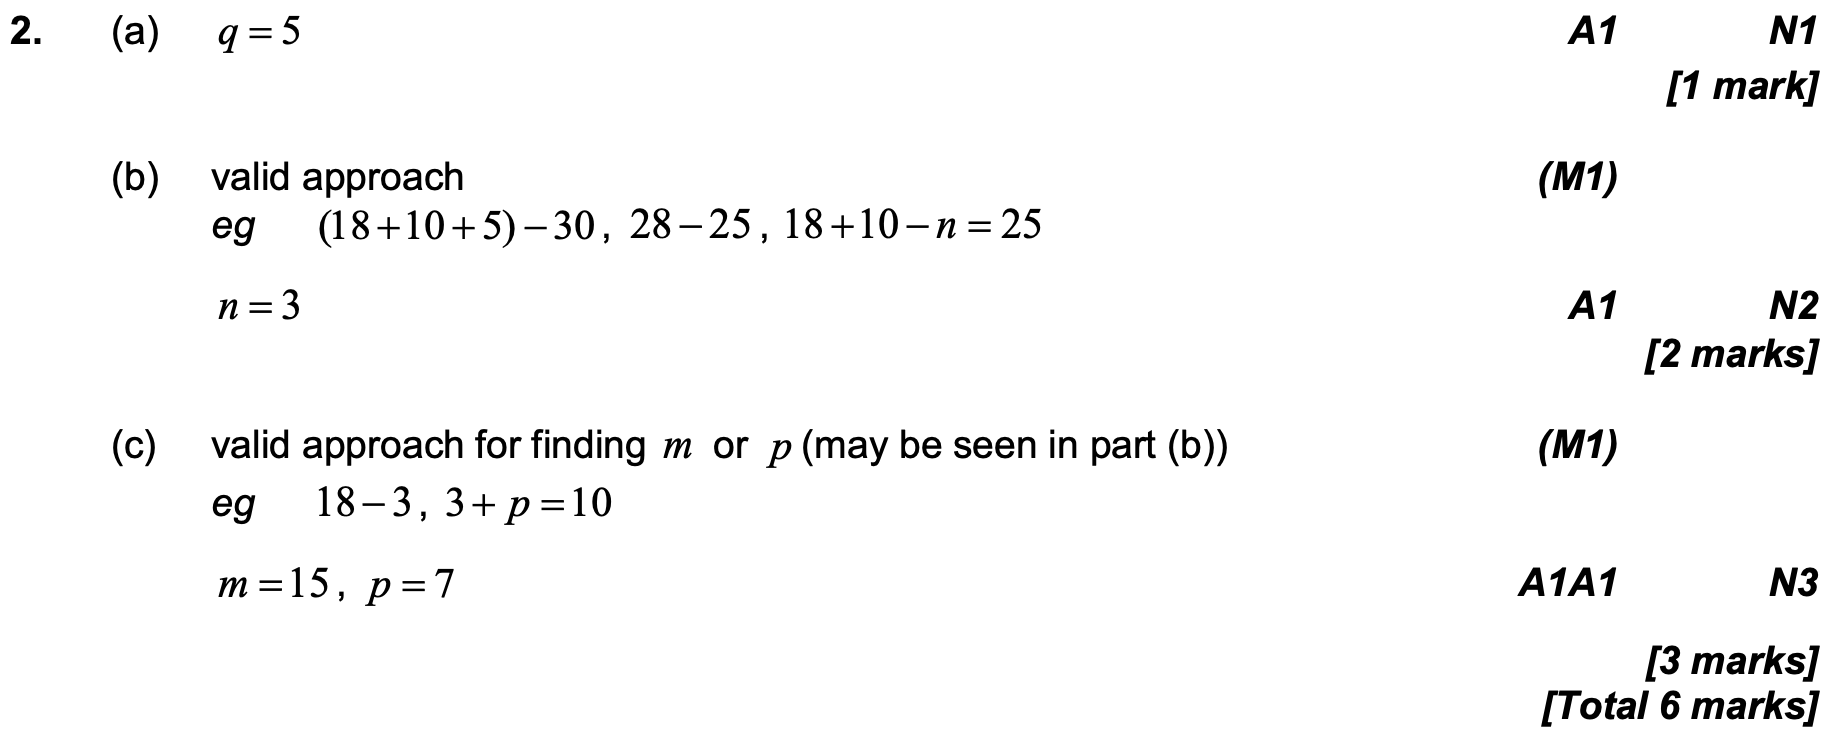 2. (a) q = 5 A1 N1
[1 mark]
(b) valid approach (M1)
eg (18+10+5)−30, 28−25, 18+10−n = 25
n = 3 A1 N2
[2 marks]
(c) valid approach for finding m or p (may be seen in part (b)) (M1)
eg 18−3, 3+ p = 10
m = 15, p = 7 A1A1 N3
[3 marks]
[Total 6 marks]